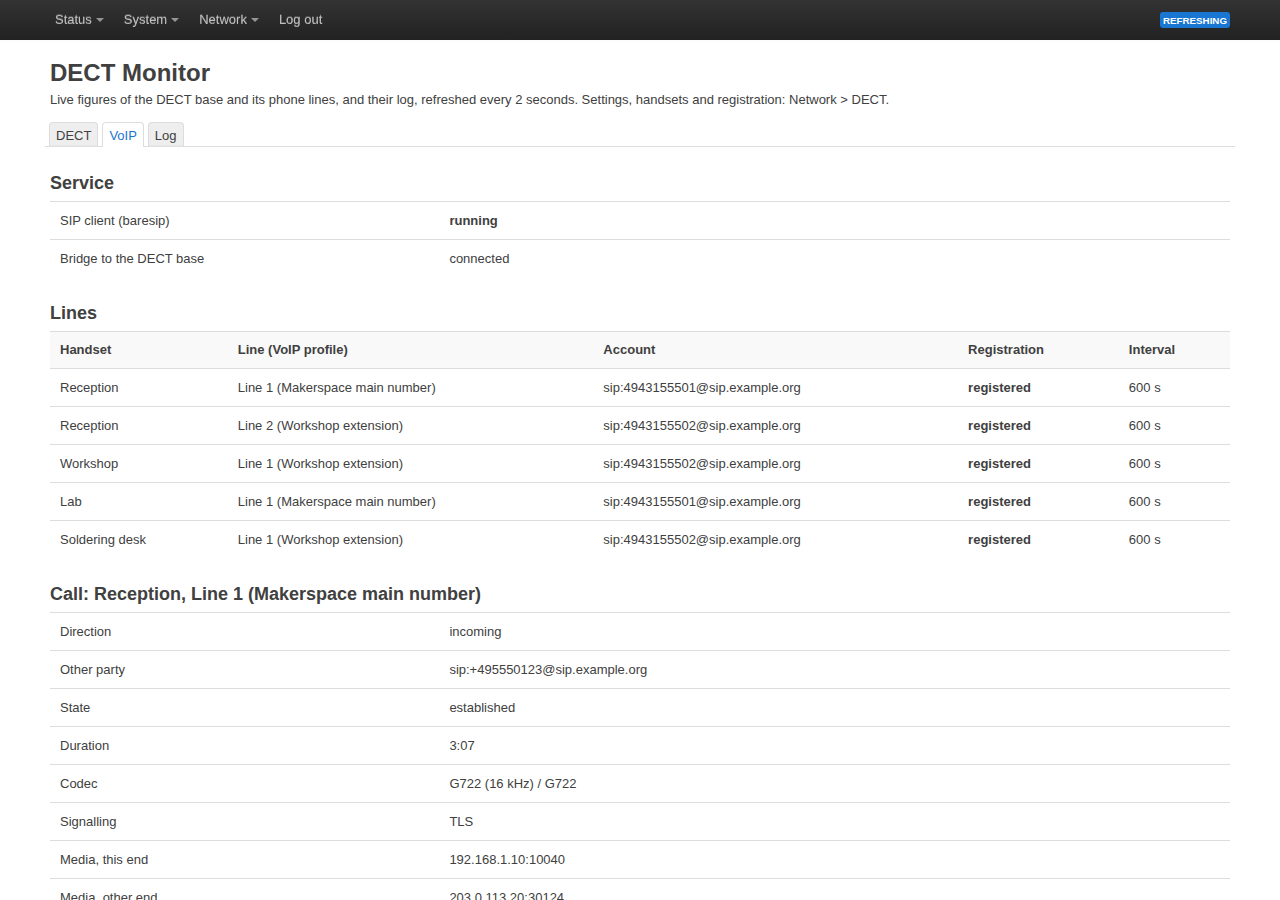 Status System Network Log out REFRESHING
DECT Monitor
Live figures of the DECT base and its phone lines, and their log, refreshed every 2 seconds. Settings, handsets and registration: Network > DECT.
DECT VoIP Log
Service
SIP client (baresip) running
Bridge to the DECT base connected
Lines
Handset Line (VoIP profile) Account Registration Interval
Reception Line 1 (Makerspace main number) sip:4943155501@sip.example.org registered 600 s
Reception Line 2 (Workshop extension) sip:4943155502@sip.example.org registered 600 s
Workshop Line 1 (Workshop extension) sip:4943155502@sip.example.org registered 600 s
Lab Line 1 (Makerspace main number) sip:4943155501@sip.example.org registered 600 s
Soldering desk Line 1 (Workshop extension) sip:4943155502@sip.example.org registered 600 s
Call: Reception, Line 1 (Makerspace main number)
Direction incoming
Other party sip:+495550123@sip.example.org
State established
Duration 3:07
Codec G722 (16 kHz) / G722
Signalling TLS
Media, this end 192.168.1.10:10040
Media, other end 203.0.113.20:30124